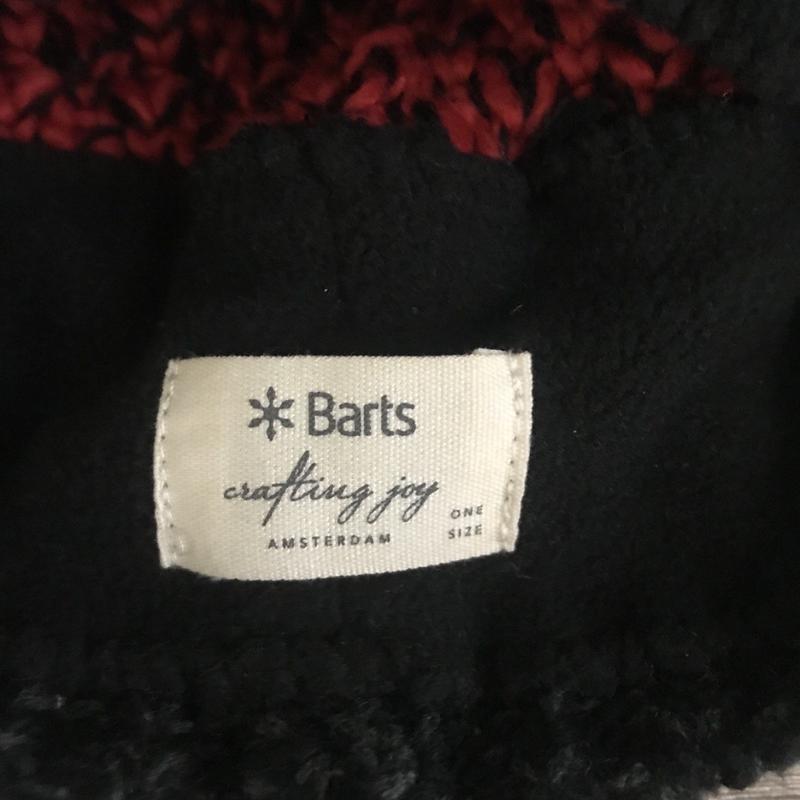 Barts
crafting joy
AMSTERDAM
ONE
SIZE